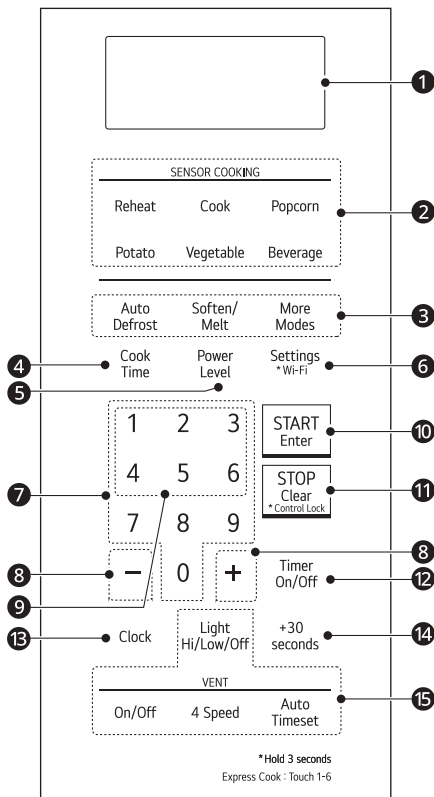 1
SENSOR COOKING
Reheat Cook Popcorn
2
Potato Vegetable Beverage
Auto Defrost
Soften/ Melt
More Modes
3
4
Cook Time
Power Level
Settings
*Wi-Fi
6
5
1 2 3
START
Enter
10
4 5 6
STOP
Clear
*Control Lock
11
7
7 8 9
8
8
− 0 +
Timer On/Off
12
9
13
Clock
Light Hi/Low/Off
+30 seconds
14
VENT
On/Off 4 Speed
Auto Timeset
15
*Hold 3 seconds
Express Cook : Touch 1-6